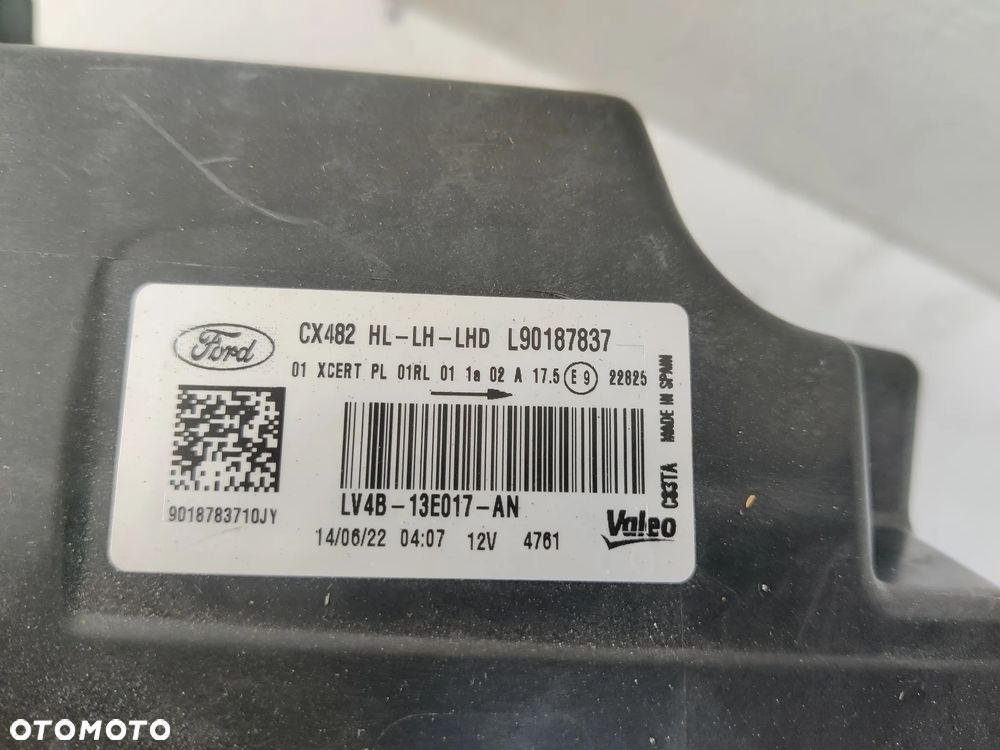 Ford
CX482 HL-LH-LHD L90187837
01 XCERT PL 01RL 01 1a 02 A 17.5 E9 22825
9018783710JY
LV4B-13E017-AN
14/06/22 04:07 12V 4761
Valeo
C33TA MADE IN SPAIN
OTOMOTO